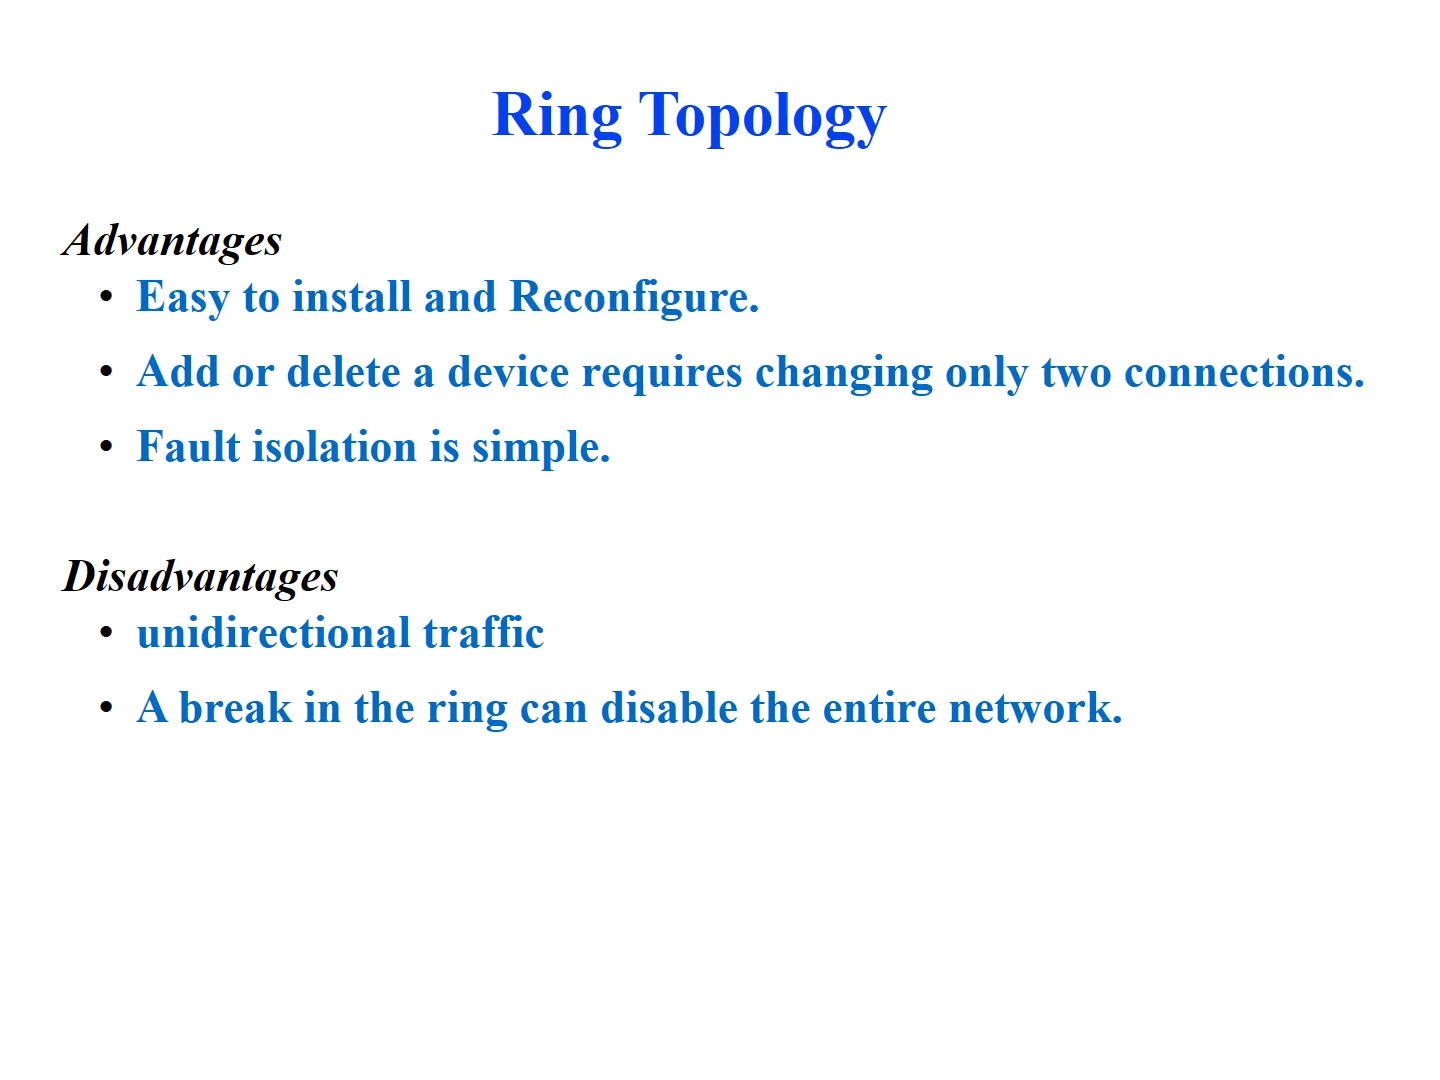 Ring Topology
Advantages
• Easy to install and Reconfigure.
• Add or delete a device requires changing only two connections.
• Fault isolation is simple.
Disadvantages
• unidirectional traffic
• A break in the ring can disable the entire network.